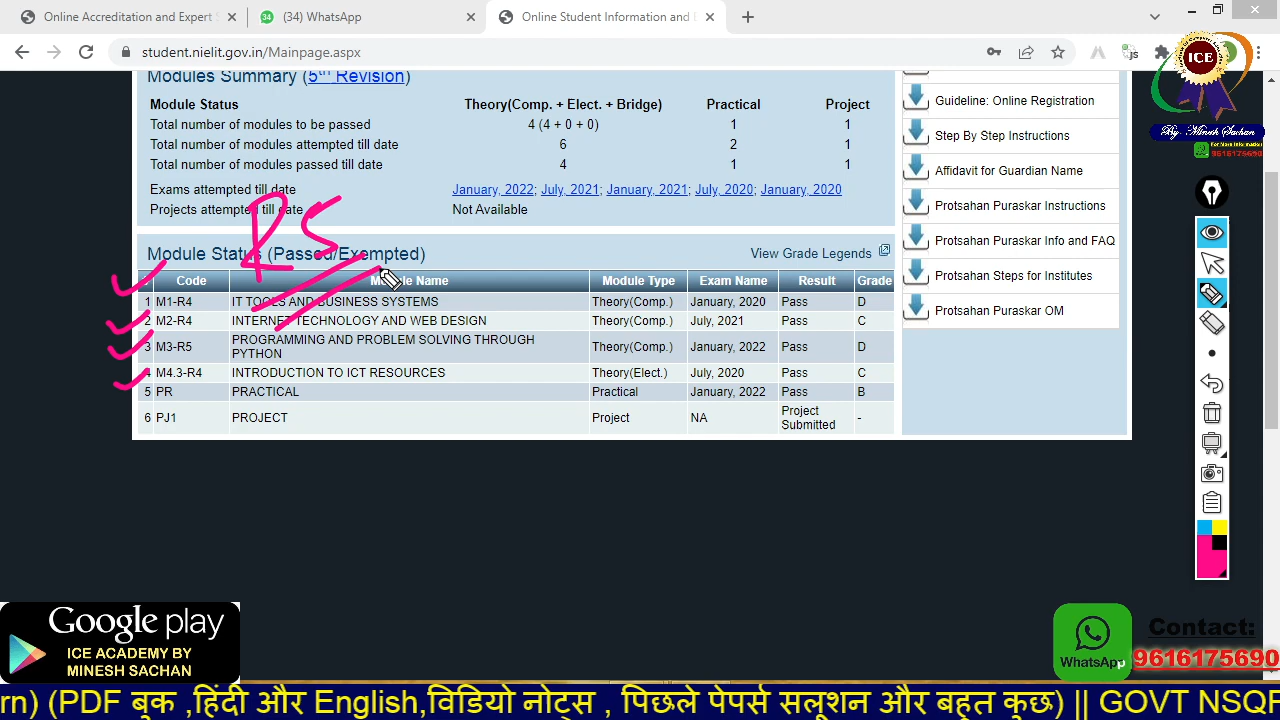 Online Accreditation and Expert S
(34) WhatsApp
Online Student Information and E
student.nielit.gov.in/Mainpage.aspx
js
ICE
By- Minesh Sachan
For More Information
9616175690
Modules Summary (5th Revision)
Module Status Theory(Comp. + Elect. + Bridge) Practical Project
Total number of modules to be passed 4 (4 + 0 + 0) 1 1
Total number of modules attempted till date 6 2 1
Total number of modules passed till date 4 1 1
Exams attempted till date January, 2022; July, 2021; January, 2021; July, 2020; January, 2020
Projects attempted till date Not Available
R5
Module Status (Passed/Exempted) View Grade Legends
# Code Module Name Module Type Exam Name Result Grade
1 M1-R4 IT TOOLS AND BUSINESS SYSTEMS Theory(Comp.) January, 2020 Pass D
2 M2-R4 INTERNET TECHNOLOGY AND WEB DESIGN Theory(Comp.) July, 2021 Pass C
3 M3-R5 PROGRAMMING AND PROBLEM SOLVING THROUGH
PYTHON Theory(Comp.) January, 2022 Pass D
4 M4.3-R4 INTRODUCTION TO ICT RESOURCES Theory(Elect.) July, 2020 Pass C
5 PR PRACTICAL Practical January, 2022 Pass B
6 PJ1 PROJECT Project NA Project
Submitted -
Guideline: Online Registration
Step By Step Instructions
Affidavit for Guardian Name
Protsahan Puraskar Instructions
Protsahan Puraskar Info and FAQ
Protsahan Steps for Institutes
Protsahan Puraskar OM
Google play
ICE ACADEMY BY
MINESH SACHAN
WhatsApp
Contact:
9616175690
rn) (PDF बुक ,हिंदी और English,विडियो नोट्स , पिछले पेपर्स सलूशन और बहुत कुछ) || GOVT NSQF